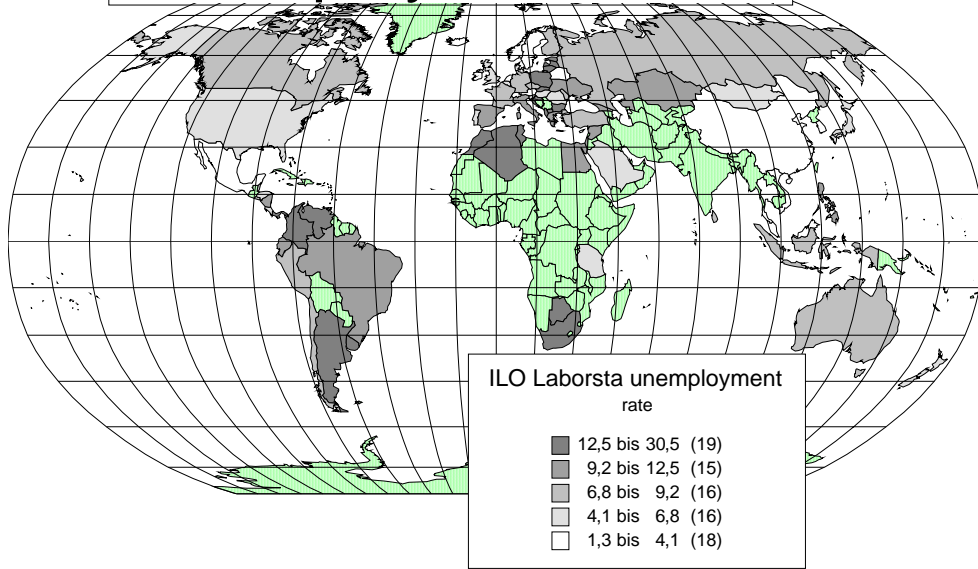 ILO Laborsta unemployment
rate
12,5 bis 30,5 (19)
9,2 bis 12,5 (15)
6,8 bis 9,2 (16)
4,1 bis 6,8 (16)
1,3 bis 4,1 (18)